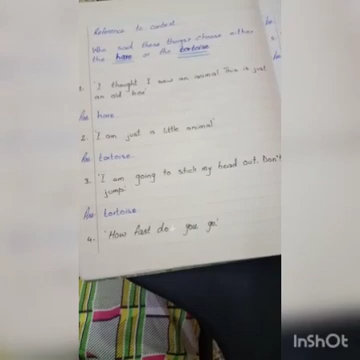 Reference to context.
Who said these things choose either
the hare or the tortoise.
1. 'I thought I saw an animal This is just
an old
Ans hare.
2. 'I am just a little animal'
Ans tortoise.
3. 'I am going to stick my head out. Don't
jump'
Ans tortoise.
4. 'How fast do you go'
InShOt